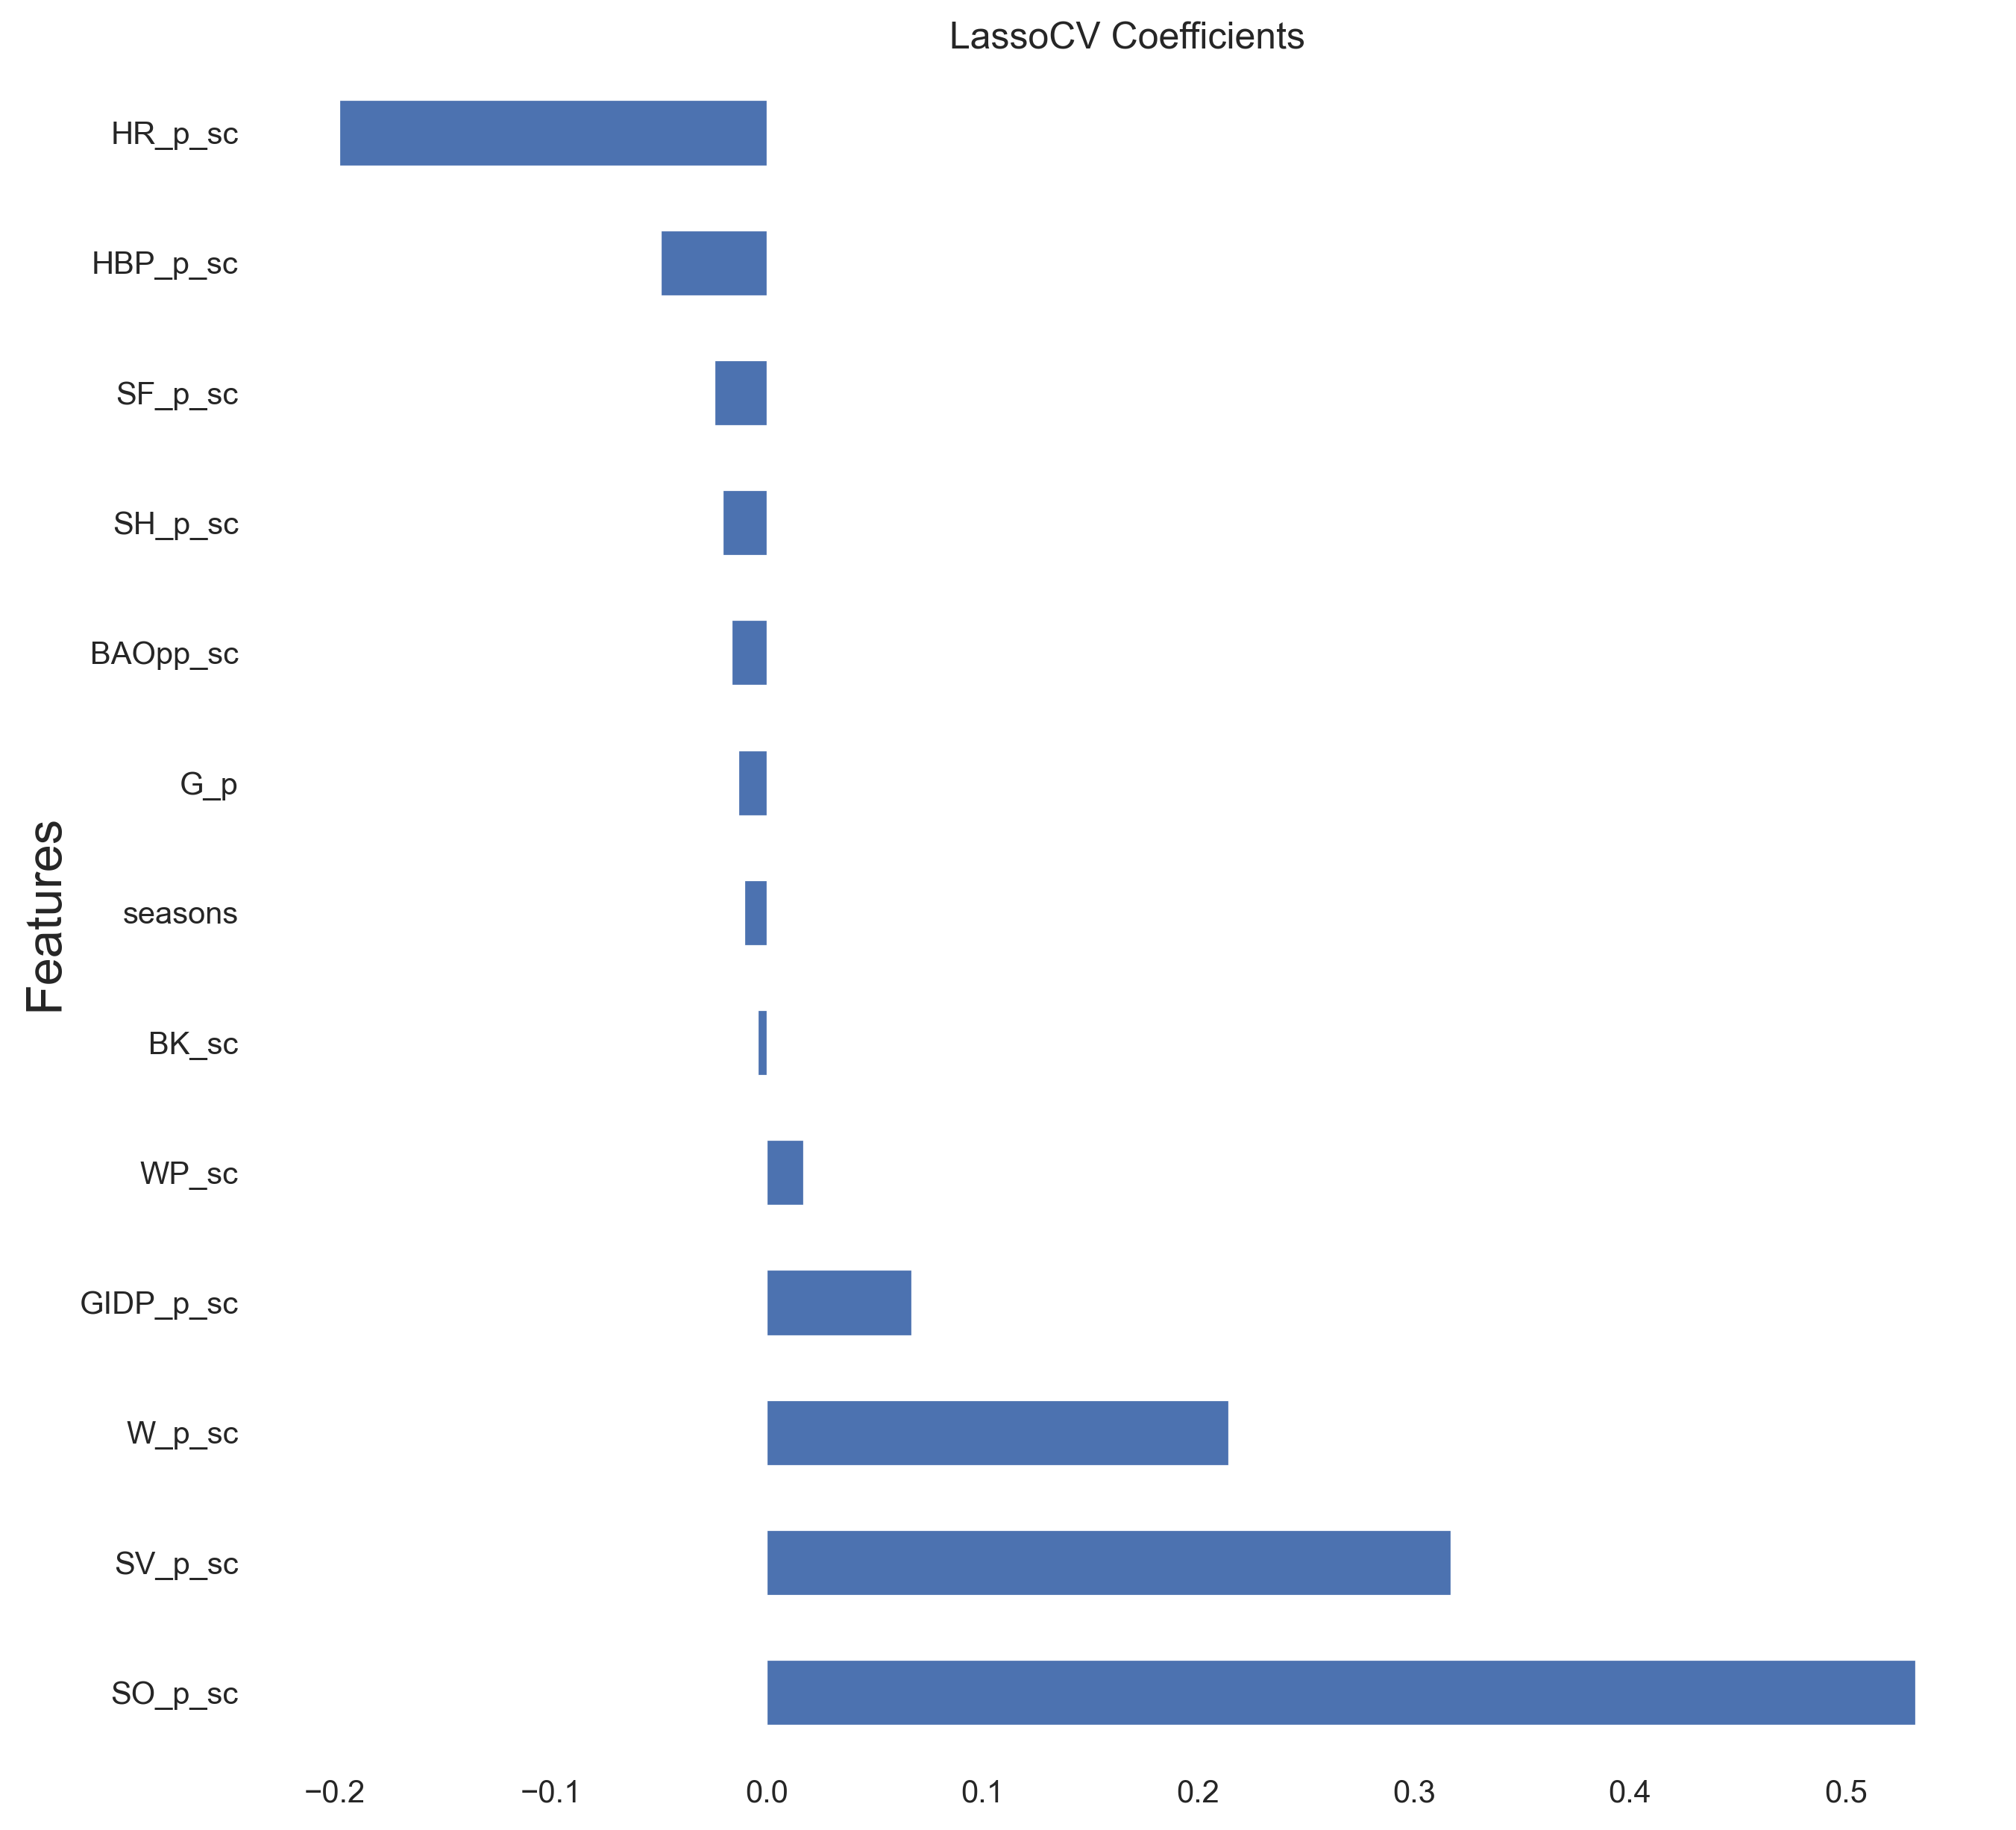 LassoCV Coefficients
HR_p_sc
HBP_p_sc
SF_p_sc
SH_p_sc
BAOpp_sc
G_p
seasons
BK_sc
WP_sc
GIDP_p_sc
W_p_sc
SV_p_sc
SO_p_sc
Features
−0.2 −0.1 0.0 0.1 0.2 0.3 0.4 0.5